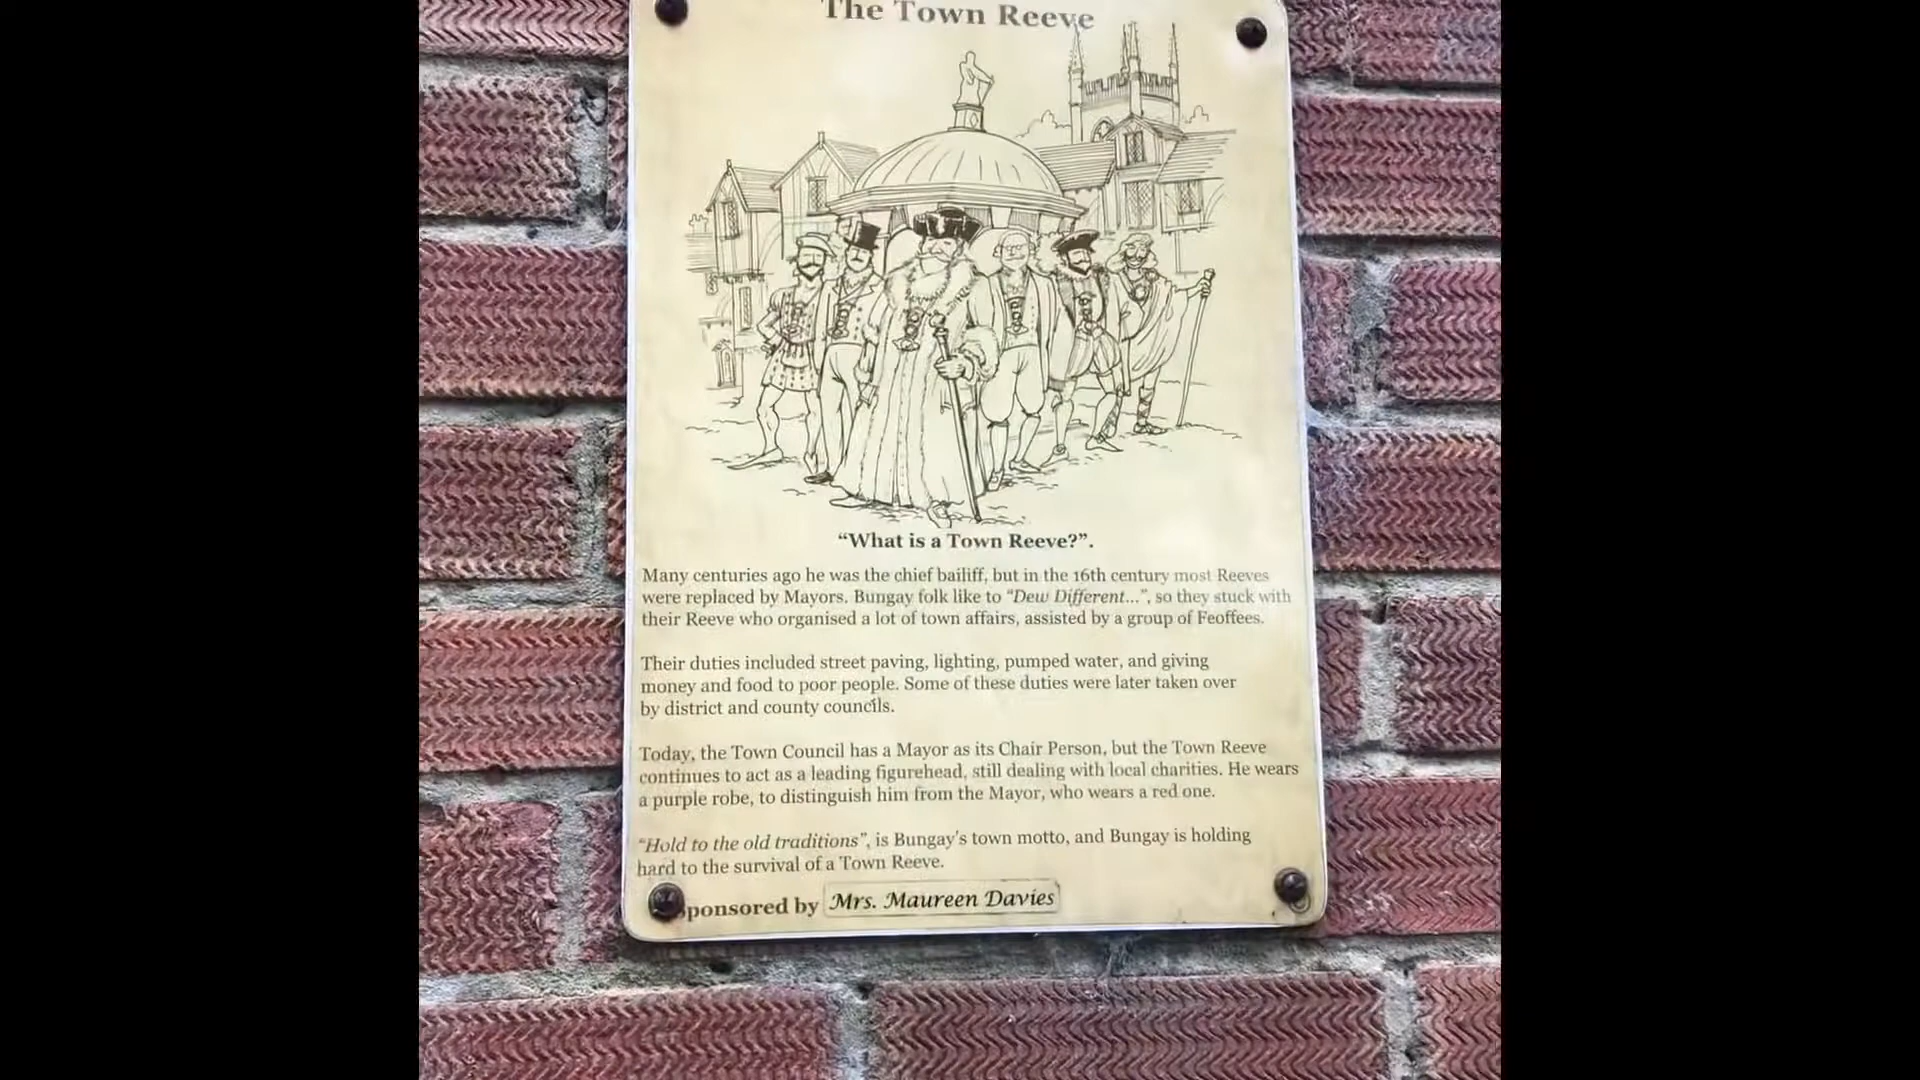 The Town Reeve
“What is a Town Reeve?”.
Many centuries ago he was the chief bailiff, but in the 16th century most Reeves
were replaced by Mayors. Bungay folk like to “Dew Different...”, so they stuck with
their Reeve who organised a lot of town affairs, assisted by a group of Feoffees.
Their duties included street paving, lighting, pumped water, and giving
money and food to poor people. Some of these duties were later taken over
by district and county councils.
Today, the Town Council has a Mayor as its Chair Person, but the Town Reeve
continues to act as a leading figurehead, still dealing with local charities. He wears
a purple robe, to distinguish him from the Mayor, who wears a red one.
“Hold to the old traditions”, is Bungay's town motto, and Bungay is holding
hard to the survival of a Town Reeve.
Sponsored by Mrs. Maureen Davies